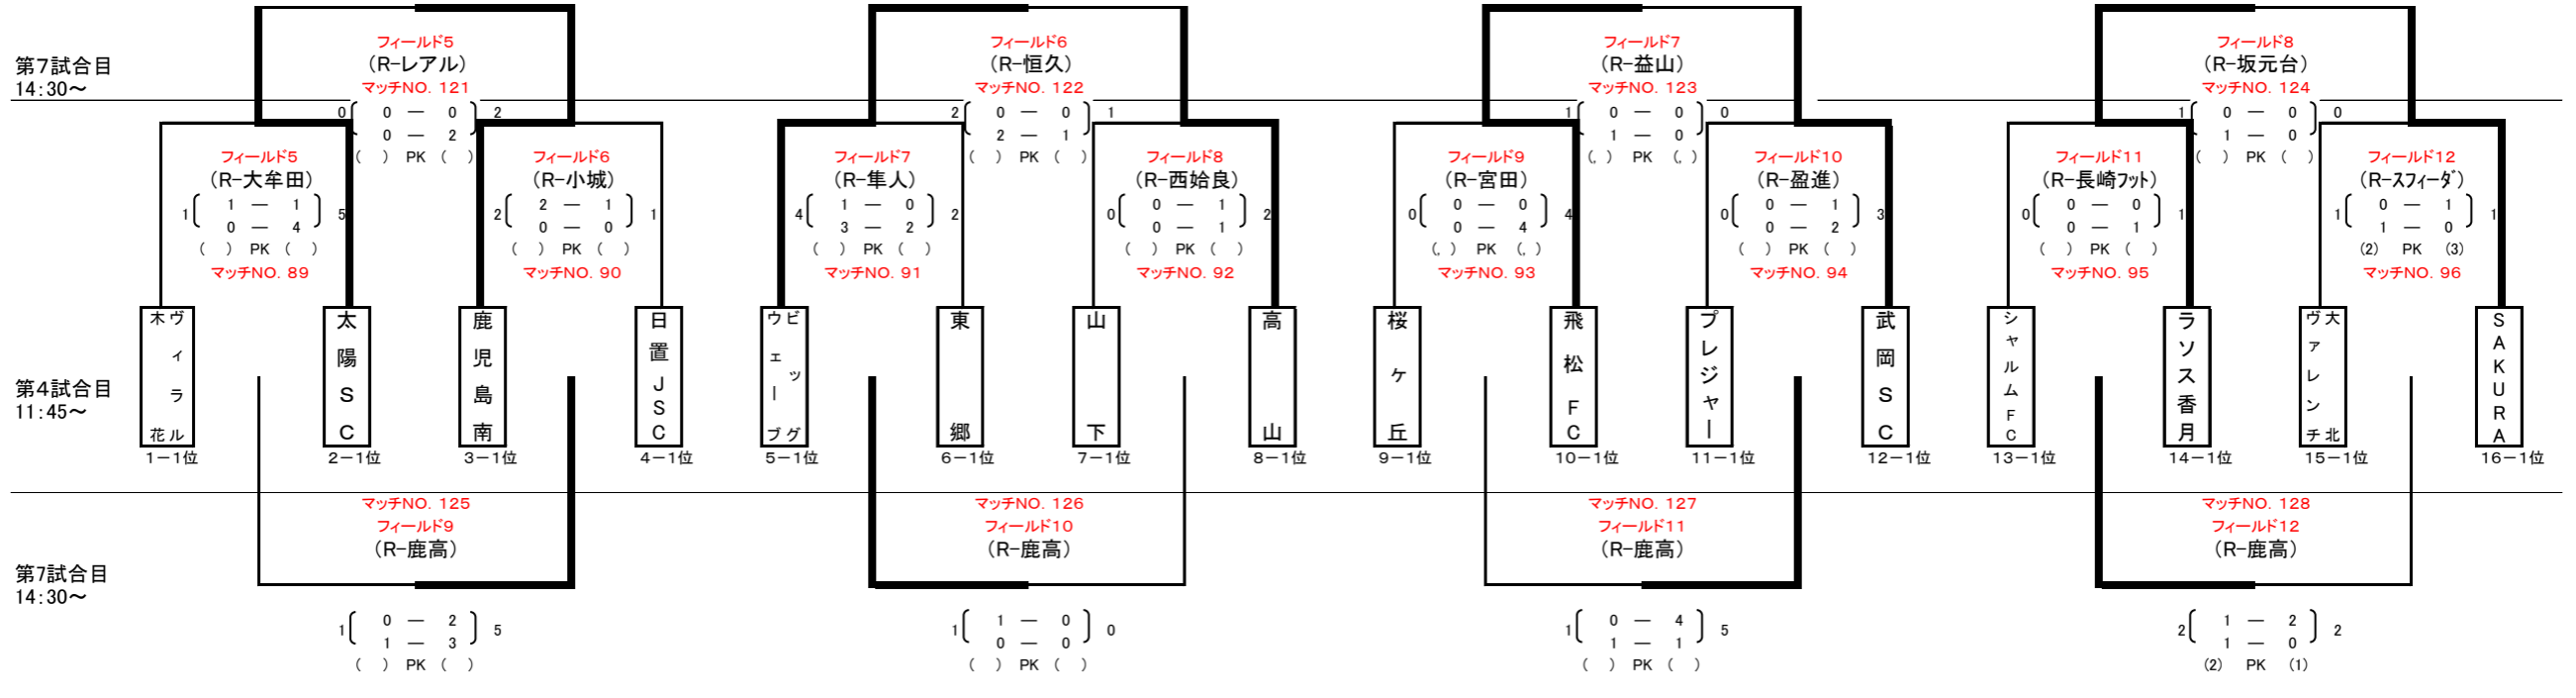 第7試合目
14:30～
フィールド5
(R-レアル)
マッチNO. 121
0 0 — 0 2
0 — 2
( ) PK ( )
フィールド6
(R-恒久)
マッチNO. 122
2 0 — 0 1
2 — 1
( ) PK ( )
フィールド7
(R-益山)
マッチNO. 123
1 0 — 0 0
1 — 0
(, ) PK (, )
フィールド8
(R-坂元台)
マッチNO. 124
1 0 — 0 0
1 — 0
( ) PK ( )
フィールド5
(R-大牟田)
1 1 — 1 5
0 — 4
( ) PK ( )
マッチNO. 89
フィールド6
(R-小城)
2 2 — 1 1
0 — 0
( ) PK ( )
マッチNO. 90
フィールド7
(R-隼人)
4 1 — 0 2
3 — 2
( ) PK ( )
マッチNO. 91
フィールド8
(R-西姶良)
0 0 — 1 2
0 — 1
( ) PK ( )
マッチNO. 92
フィールド9
(R-宮田)
0 0 — 0 4
0 — 4
(, ) PK (, )
マッチNO. 93
フィールド10
(R-盈進)
0 0 — 1 3
0 — 2
( ) PK ( )
マッチNO. 94
フィールド11
(R-長崎フット)
0 0 — 0 1
0 — 1
( ) PK ( )
マッチNO. 95
フィールド12
(R-スフィーダ)
1 0 — 1 1
1 — 0
(2) PK (3)
マッチNO. 96
第4試合目
11:45～
ヴィラル
木花
1-1位
太陽SC
2-1位
鹿児島南
3-1位
日置JSC
4-1位
ビッグ
ウェーブ
5-1位
東郷
6-1位
山下
7-1位
高山
8-1位
桜ヶ丘
9-1位
飛松FC
10-1位
プレジャー
11-1位
武岡SC
12-1位
シャルムFC
13-1位
ラソス香月
14-1位
大北
ヴァレンチ
15-1位
SAKURA
16-1位
第7試合目
14:30～
マッチNO. 125
フィールド9
(R-鹿高)
1 0 — 2 5
1 — 3
( ) PK ( )
マッチNO. 126
フィールド10
(R-鹿高)
1 1 — 0 0
0 — 0
( ) PK ( )
マッチNO. 127
フィールド11
(R-鹿高)
1 0 — 4 5
1 — 1
( ) PK ( )
マッチNO. 128
フィールド12
(R-鹿高)
2 1 — 2 2
1 — 0
(2) PK (1)